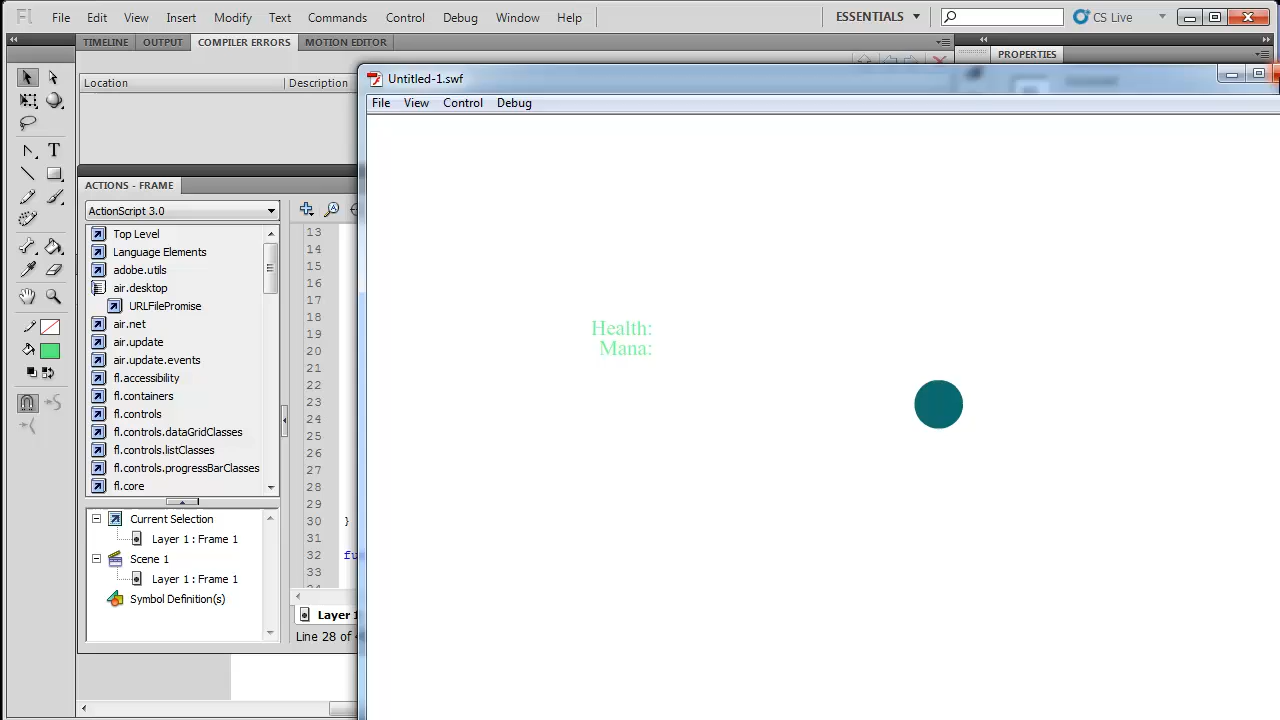 Fl File Edit View Insert Modify Text Commands Control Debug Window Help ESSENTIALS CS Live
TIMELINE OUTPUT COMPILER ERRORS MOTION EDITOR
PROPERTIES
Location Description
Untitled-1.swf
File View Control Debug
ACTIONS - FRAME
ActionScript 3.0
Top Level
Language Elements
adobe.utils
air.desktop
URLFilePromise
air.net
air.update
air.update.events
fl.accessibility
fl.containers
fl.controls
fl.controls.dataGridClasses
fl.controls.listClasses
fl.controls.progressBarClasses
fl.core
13
14
15
16
17
18
19
20
21
22
23
24
25
26
27
28
29
30 }
31
32 fu
33
Health:
Mana:
Current Selection
Layer 1 : Frame 1
Scene 1
Layer 1 : Frame 1
Symbol Definition(s)
Layer 1
Line 28 of